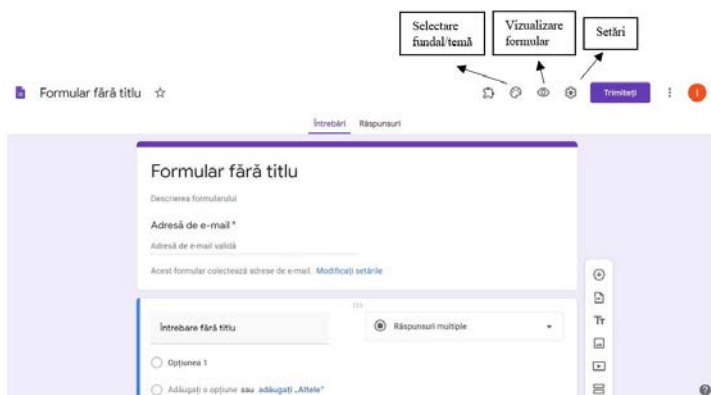 Selectare
fundal/temă
Vizualizare
formular
Setări
Formular fără titlu
Trimiteți
I
Întrebări Răspunsuri
Formular fără titlu
Descrierea formularului
Adresă de e-mail *
Adresă de e-mail validă
Acest formular colectează adrese de e-mail. Modificați setările
Întrebare fără titlu
Răspunsuri multiple
Tr
Opțiunea 1
Adăugați o opțiune sau adăugați „Altele”